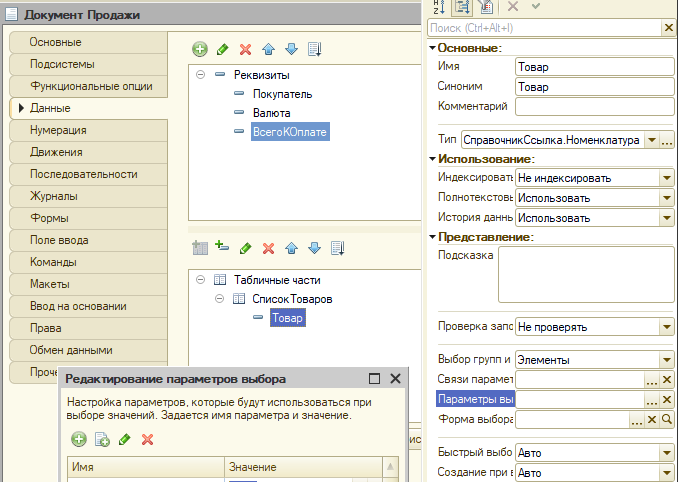 Документ Продажи
Основные
Подсистемы
Функциональные опции
Данные
Нумерация
Движения
Последовательности
Журналы
Формы
Поле ввода
Команды
Макеты
Ввод на основании
Права
Обмен данными
Проче
Реквизиты
Покупатель
Валюта
ВсегоКОплате
Табличные части
СписокТоваров
Товар
Редактирование параметров выбора
Настройка параметров, которые будут использоваться при
выборе значений. Задается имя параметра и значение.
Имя Значение
Поиск (Ctrl+Alt+I)
Основные:
Имя Товар
Синоним Товар
Комментарий
Тип СправочникСсылка.Номенклатура
Использование:
Индексировать Не индексировать
Полнотекстовы Использовать
История данны Использовать
Представление:
Подсказка
Проверка запо Не проверять
Выбор групп и Элементы
Связи парамет
Параметры вы
Форма выбора
Быстрый выбо Авто
Создание при в Авто